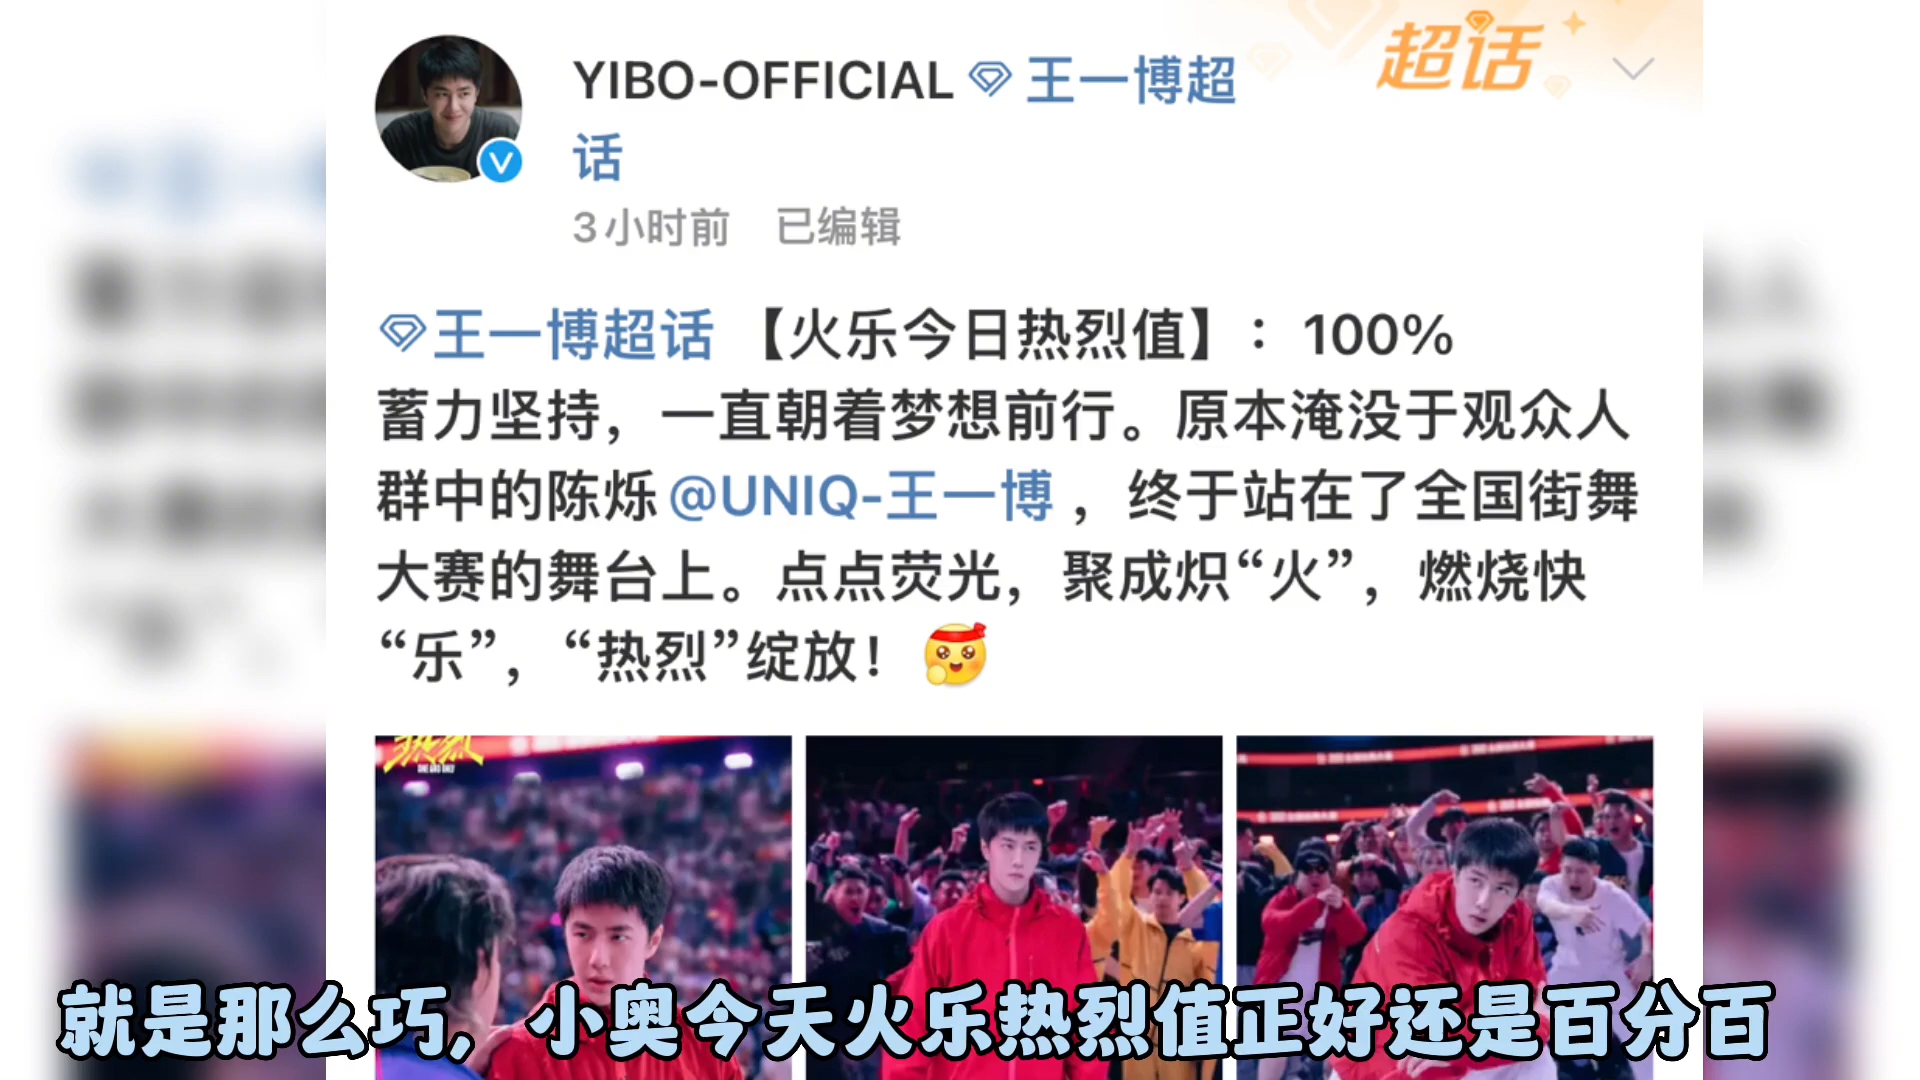 YIBO-OFFICIAL 王一博超
话
超话
3小时前 已编辑
王一博超话 【火乐今日热烈值】：100%
蓄力坚持，一直朝着梦想前行。原本淹没于观众人
群中的陈烁@UNIQ-王一博，终于站在了全国街舞
大赛的舞台上。点点荧光，聚成炽“火”，燃烧快
“乐”，“热烈”绽放！
热烈
ONE AND ONLY
就是那么巧，小奥今天火乐热烈值正好还是百分百